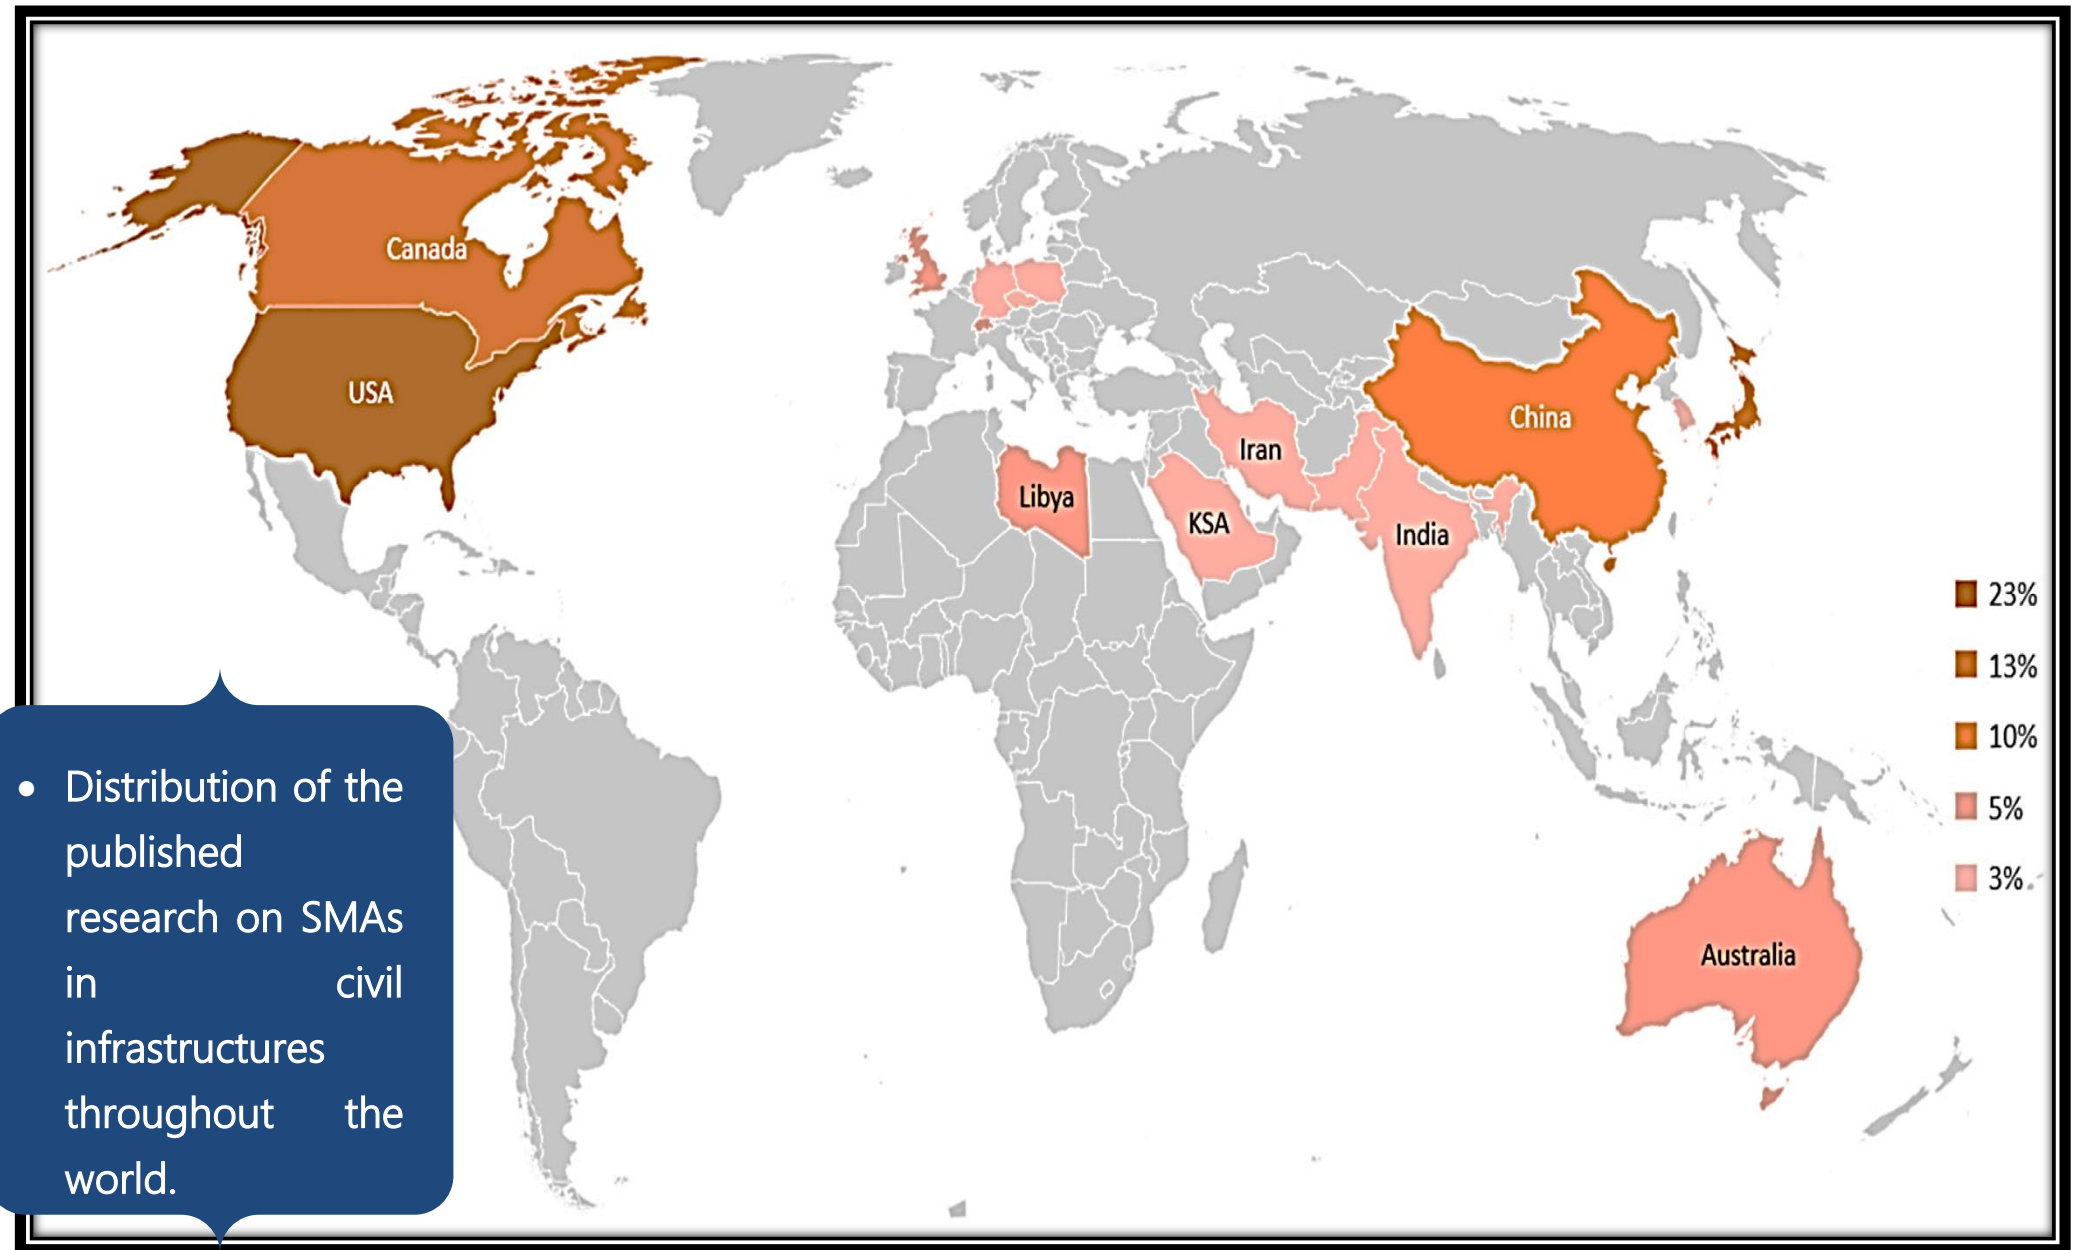 Canada
USA
China
Iran
Libya
KSA
India
23%
13%
10%
5%
3%
Australia
• Distribution of the
published
research on SMAs
in civil
infrastructures
throughout the
world.